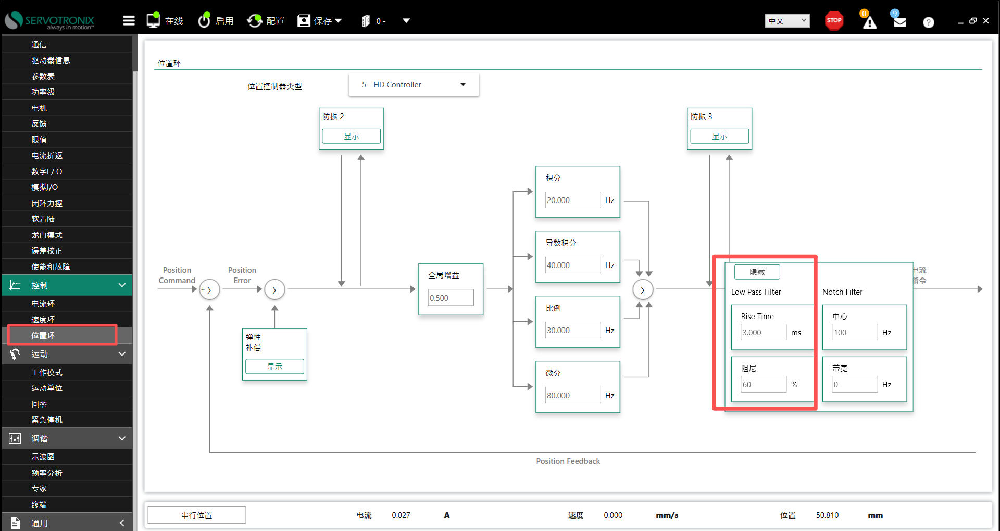 SERVOTRONIX
always in motion™
在线
启用
配置
保存
0 -
中文
STOP
0
9
?
通信
驱动器信息
参数表
功率级
电机
反馈
限值
电流折返
数字I / O
模拟I/O
闭环力控
软着陆
龙门模式
误差校正
使能和故障
控制
电流环
速度环
位置环
运动
工作模式
运动单位
回零
紧急停机
调谐
示波图
频率分析
专家
终端
通用
位置环
位置控制器类型
5 - HD Controller
防振 2
显示
防振 3
显示
积分
20.000 Hz
导数积分
40.000 Hz
Position
Command
Position
Error
+ Σ -
Σ
全局增益
0.500
Σ
比例
30.000 Hz
微分
80.000 Hz
弹性
补偿
显示
隐藏
电流
指令
Low Pass Filter
Notch Filter
Rise Time
3.000 ms
中心
100 Hz
阻尼
60 %
带宽
0 Hz
Position Feedback
串行位置
电流 0.027 A
速度 0.000 mm/s
位置 50.810 mm